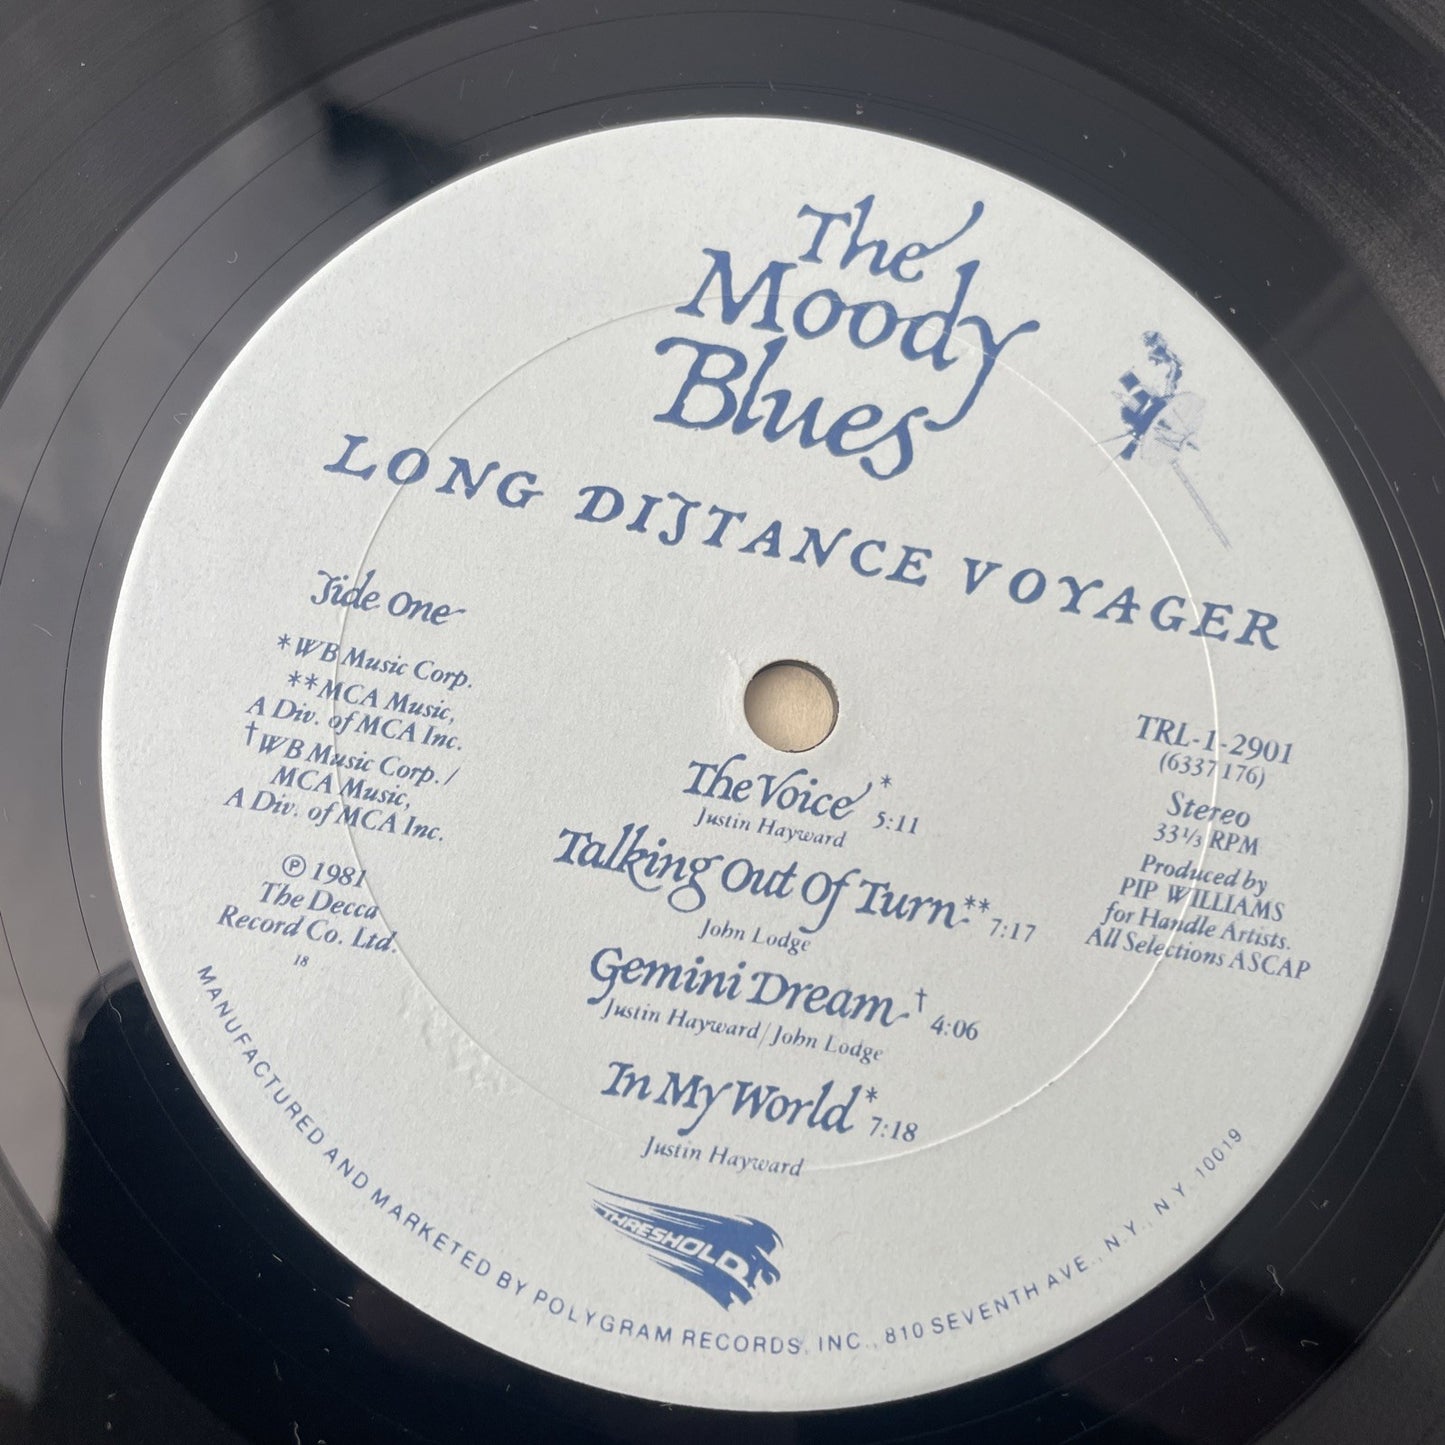 The
Moody
Blues
LONG DISTANCE VOYAGER
Side One
*WB Music Corp.
**MCA Music,
A Div. of MCA Inc.
†WB Music Corp./
MCA Music,
A Div. of MCA Inc.
℗ 1981
The Decca
Record Co. Ltd.
18
TRL-1-2901
(6337 176)
Stereo
33⅓ RPM
Produced by
PIP WILLIAMS
for Handle Artists.
All Selections ASCAP
The Voice* 5:11
Justin Hayward
Talking Out Of Turn** 7:17
John Lodge
Gemini Dream† 4:06
Justin Hayward/John Lodge
In My World* 7:18
Justin Hayward
THRESHOLD
MANUFACTURED AND MARKETED BY POLYGRAM RECORDS, INC., 810 SEVENTH AVE., N.Y., N.Y. 10019